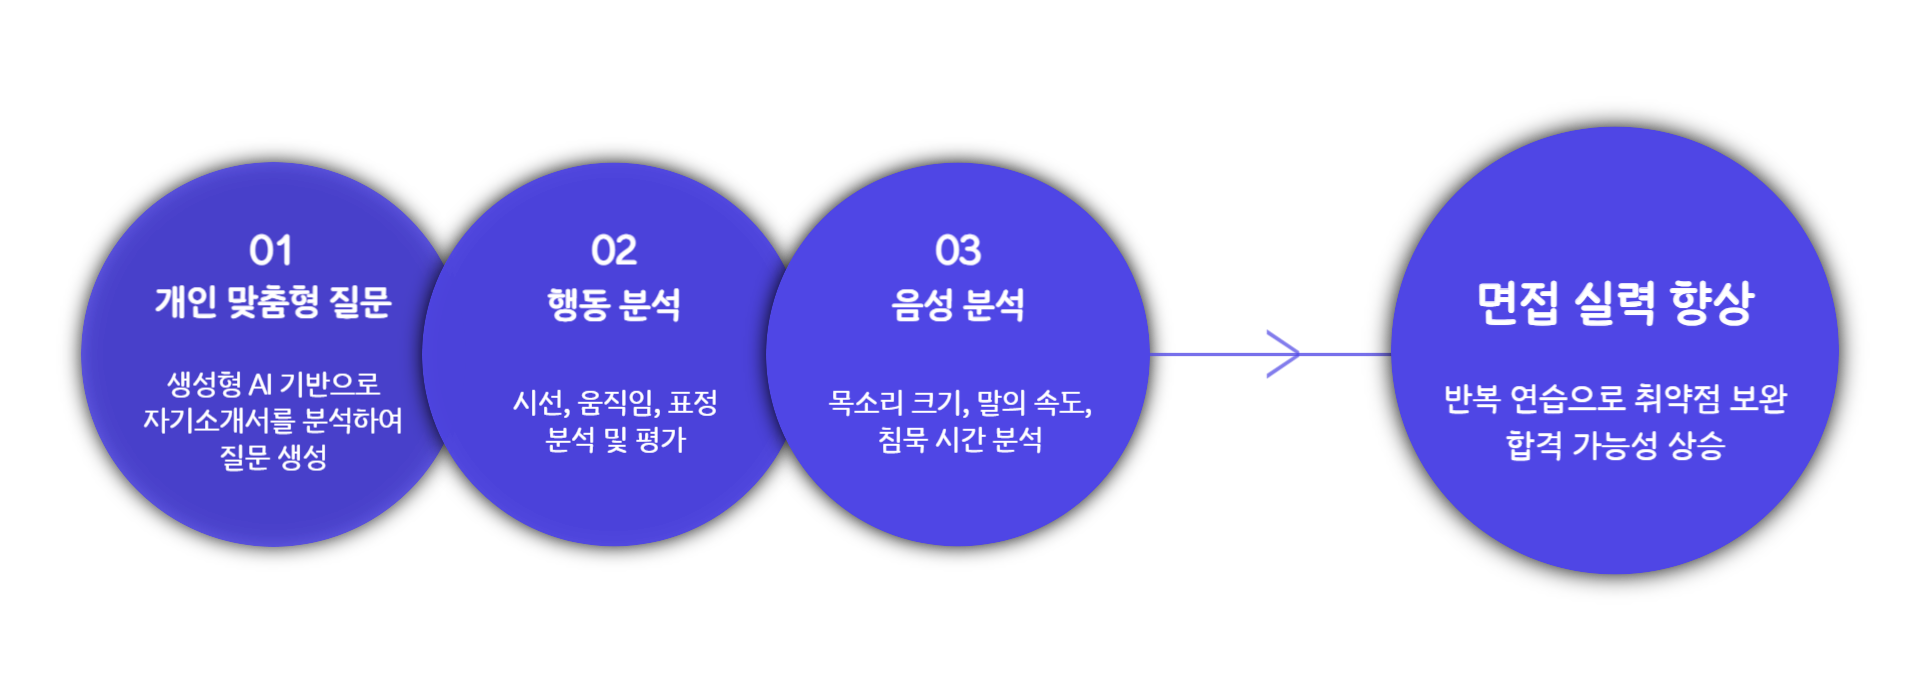 01
개인 맞춤형 질문
생성형 AI 기반으로
자기소개서를 분석하여
질문 생성
02
행동 분석
시선, 움직임, 표정
분석 및 평가
03
음성 분석
목소리 크기, 말의 속도,
침묵 시간 분석
면접 실력 향상
반복 연습으로 취약점 보완
합격 가능성 상승